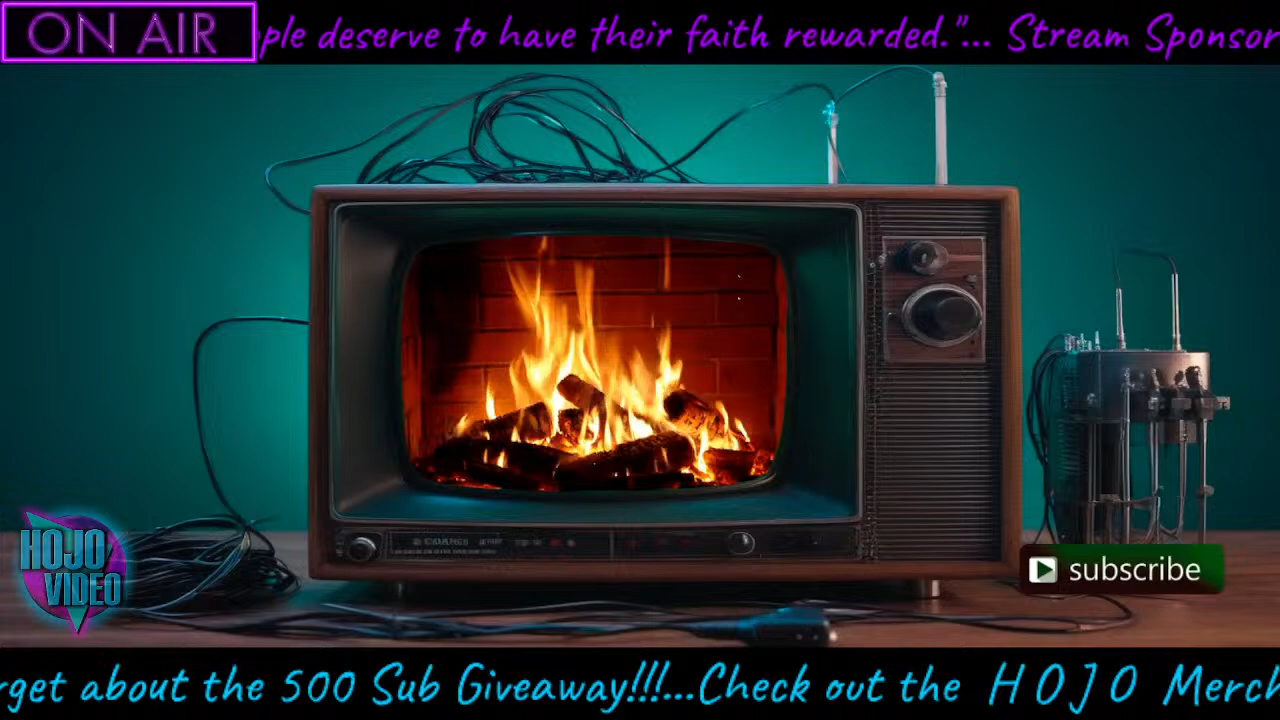 ON AIR
ple deserve to have their faith rewarded."... Stream Sponsor
HOJO
VIDEO
subscribe
rget about the 500 Sub Giveaway!!!...Check out the H O J O Merch